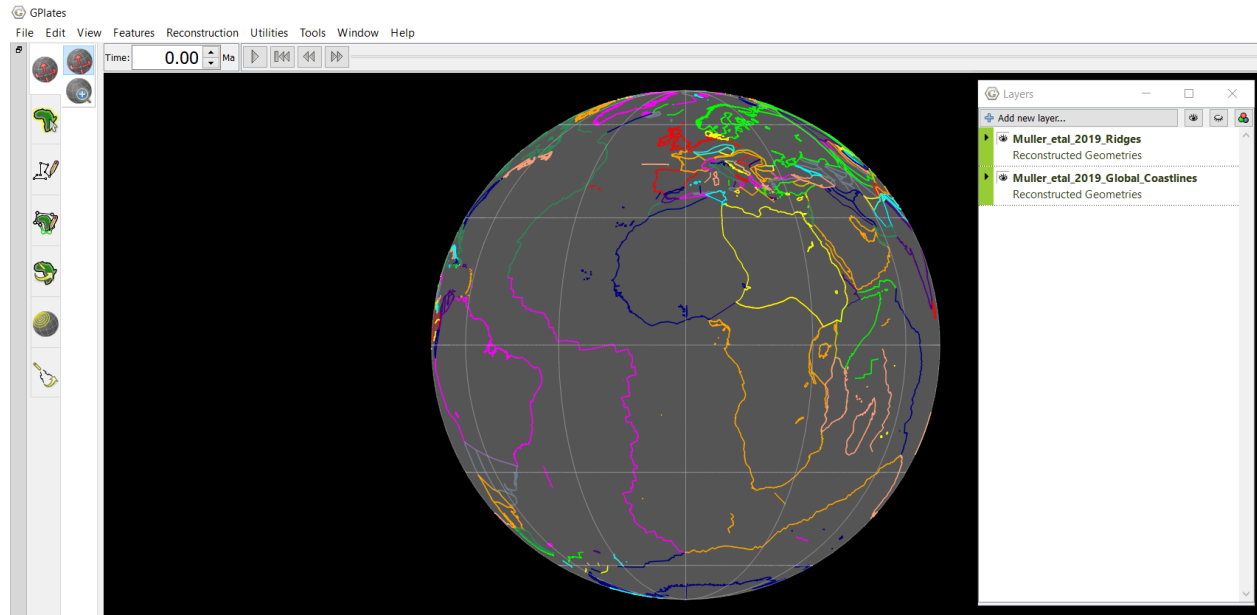 GPlates
File Edit View Features Reconstruction Utilities Tools Window Help
Time: 0.00 Ma
Layers
Add new layer...
Muller_etal_2019_Ridges
Reconstructed Geometries
Muller_etal_2019_Global_Coastlines
Reconstructed Geometries